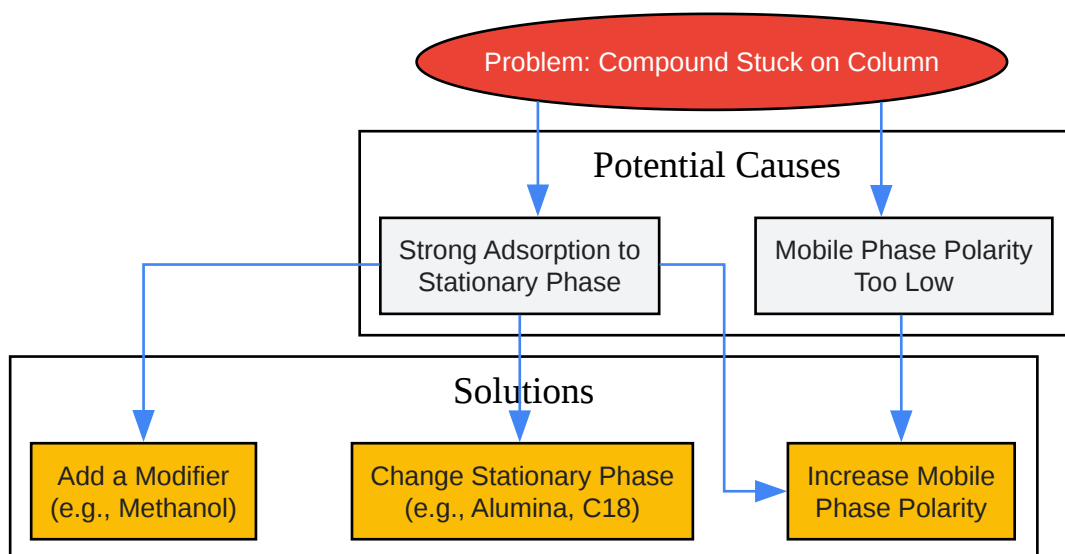 Problem: Compound Stuck on Column
Potential Causes
Strong Adsorption to
Stationary Phase
Mobile Phase Polarity
Too Low
Solutions
Add a Modifier
(e.g., Methanol)
Change Stationary Phase
(e.g., Alumina, C18)
Increase Mobile
Phase Polarity